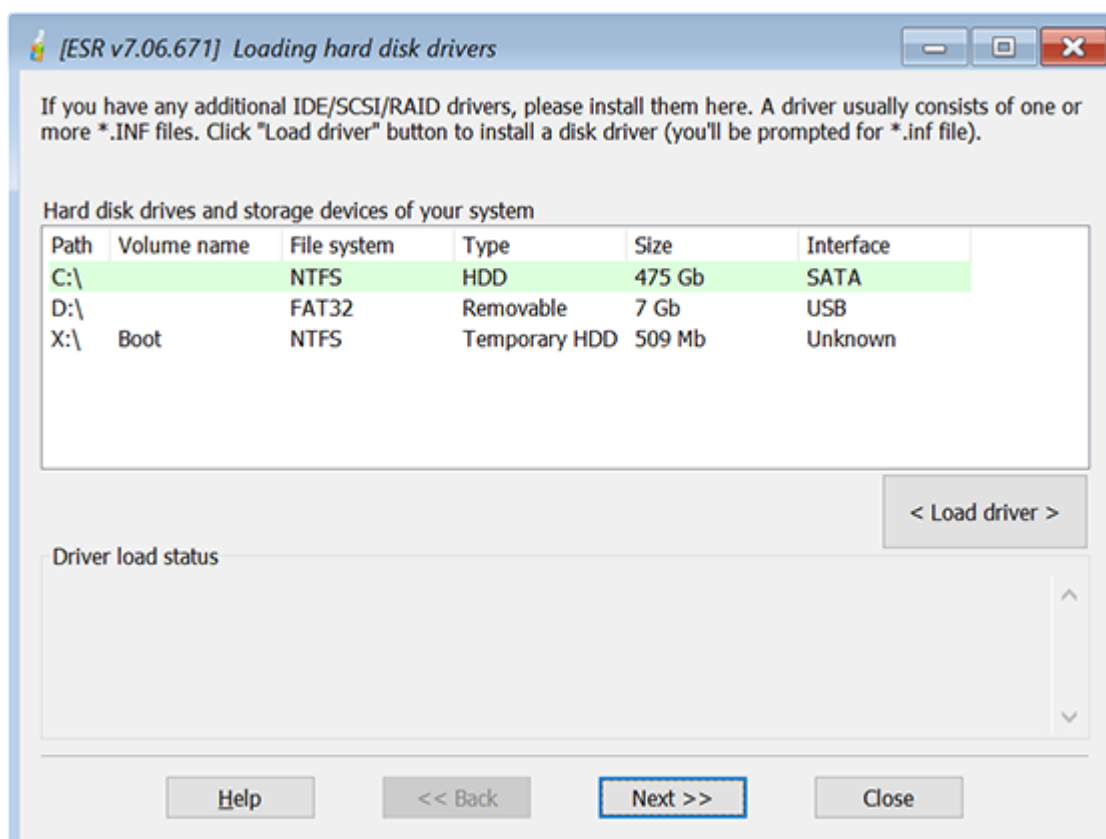 [ESR v7.06.671] Loading hard disk drivers
If you have any additional IDE/SCSI/RAID drivers, please install them here. A driver usually consists of one or
more *.INF files. Click "Load driver" button to install a disk driver (you'll be prompted for *.inf file).
Hard disk drives and storage devices of your system
Path Volume name File system Type Size Interface
C:\ NTFS HDD 475 Gb SATA
D:\ FAT32 Removable 7 Gb USB
X:\ Boot NTFS Temporary HDD 509 Mb Unknown
< Load driver >
Driver load status
Help << Back Next >> Close